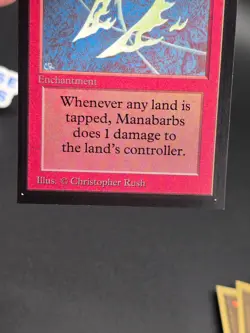 Enchantment
Whenever any land is
tapped, Manabarbs
does 1 damage to
the land's controller.
Illus. © Christopher Rush